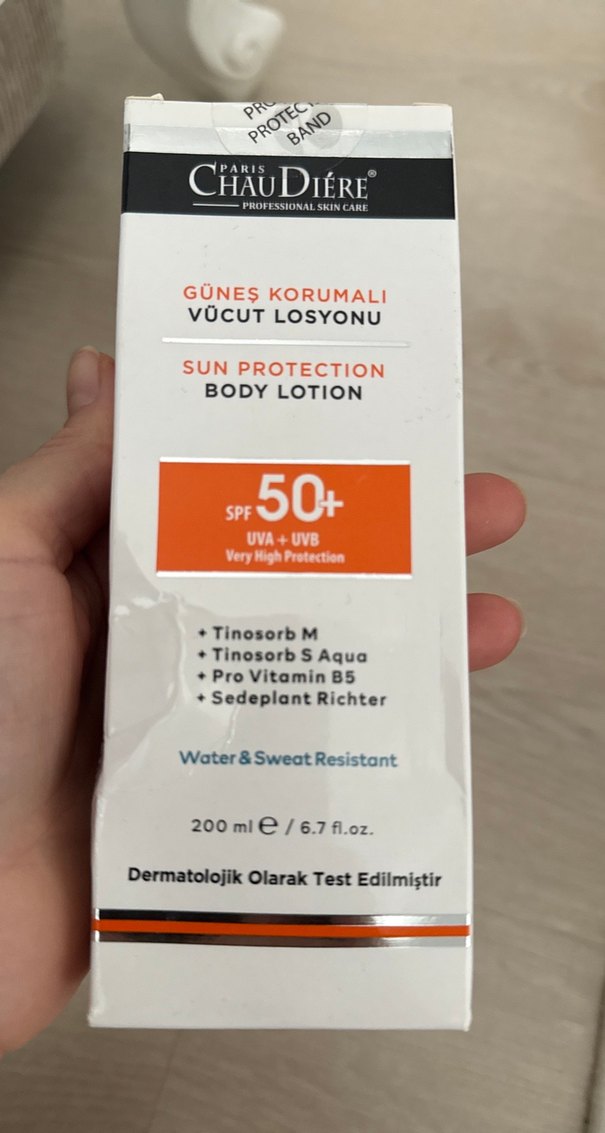 PROTEC
BAND
PARIS
CHAUDIÉRE®
PROFESSIONAL SKIN CARE
GÜNEŞ KORUMALI
VÜCUT LOSYONU
SUN PROTECTION
BODY LOTION
SPF 50+
UVA + UVB
Very High Protection
+ Tinosorb M
+ Tinosorb S Aqua
+ Pro Vitamin B5
+ Sedeplant Richter
Water & Sweat Resistant
200 ml ℮ / 6.7 fl.oz.
Dermatolojik Olarak Test Edilmiştir